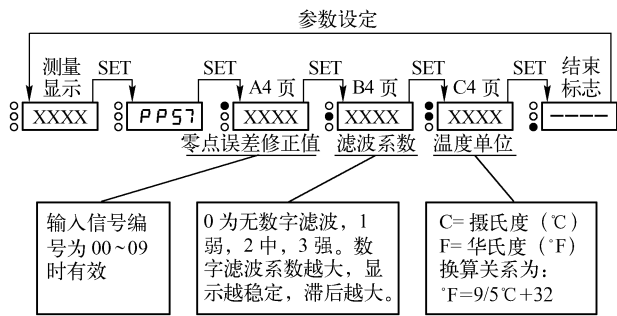 参数设定
测量
显示
SET
SET
A4 页
SET
B4 页
SET
C4 页
SET
结束
标志
XXXX
PPS7
XXXX
XXXX
XXXX
----
零点误差修正值
滤波系数
温度单位
输入信号编
号为 00~09
时有效
0 为无数字滤波，1
弱，2 中，3 强。数
字滤波系数越大，显
示越稳定，滞后越大。
C= 摄氏度（℃）
F= 华氏度（°F）
换算关系为：
°F=9/5℃+32